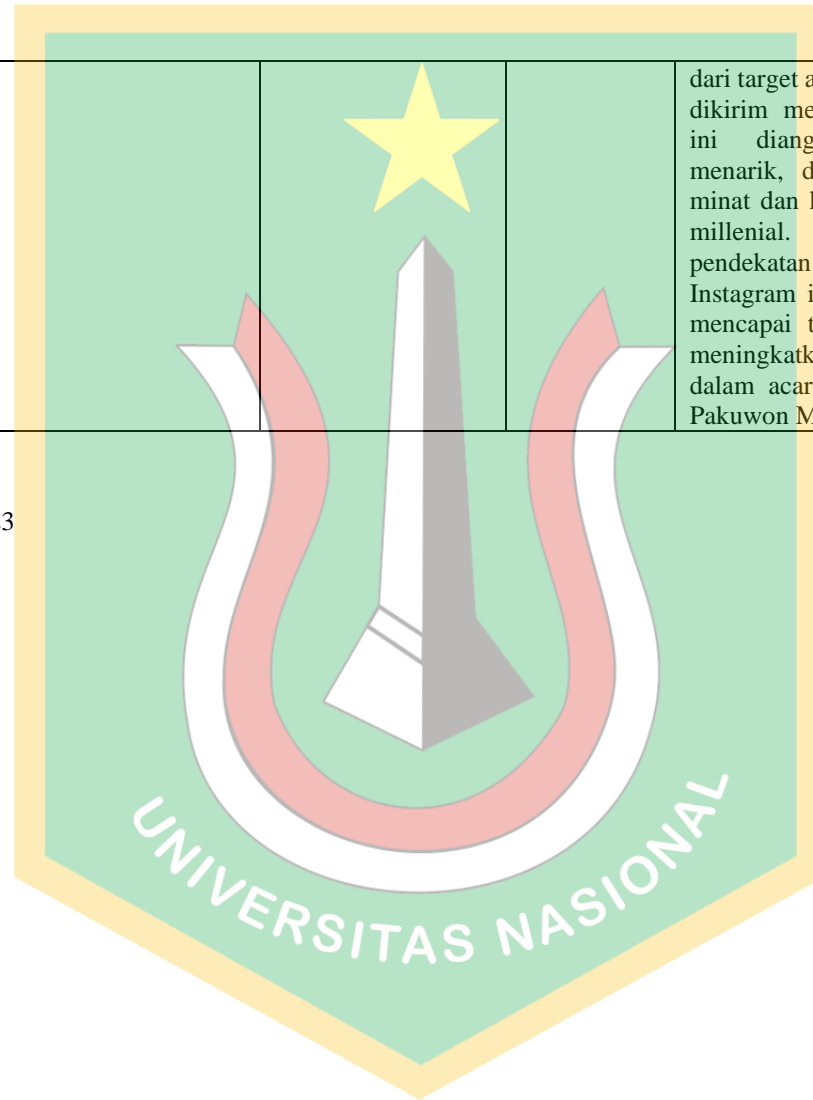 dari target a
dikirim me
ini diang
menarik, d
minat dan
millenial.
pendekatan
Instagram i
mencapai t
meningkatk
dalam acar
Pakuwon M
3
UNIVERSITAS NASIONAL